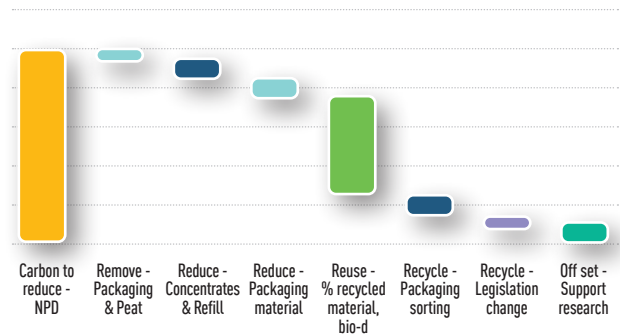 Carbon to
reduce -
NPD
Remove -
Packaging
& Peat
Reduce -
Concentrates
& Refill
Reduce -
Packaging
material
Reuse -
% recycled
material,
bio-d
Recycle -
Packaging
sorting
Recycle -
Legislation
change
Off set -
Support
research